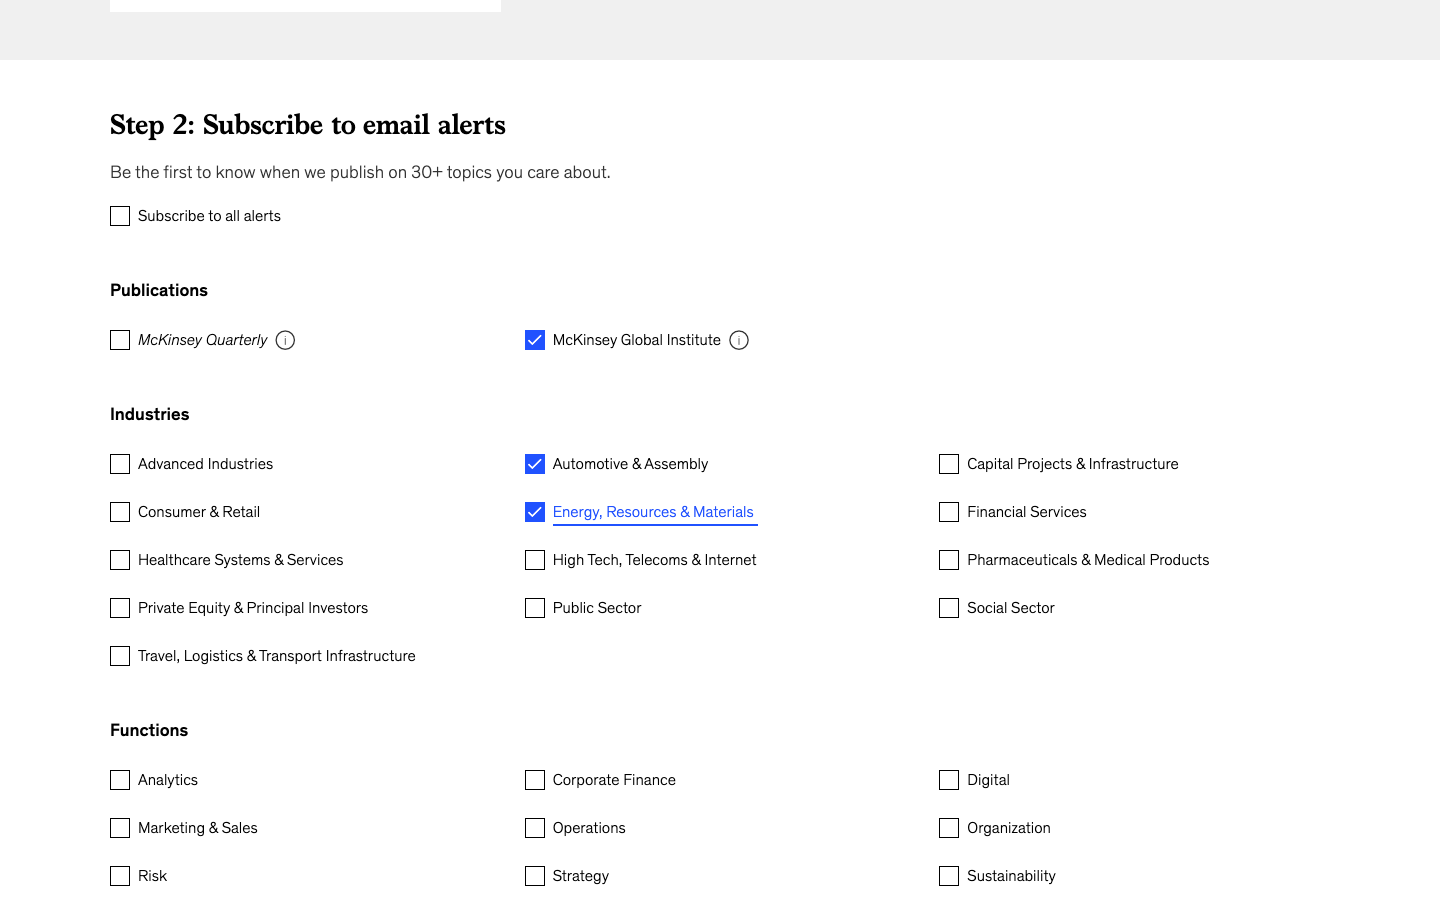 Step 2: Subscribe to email alerts
Be the first to know when we publish on 30+ topics you care about.
Subscribe to all alerts
Publications
McKinsey Quarterly
McKinsey Global Institute
Industries
Advanced Industries
Automotive & Assembly
Capital Projects & Infrastructure
Consumer & Retail
Energy, Resources & Materials
Financial Services
Healthcare Systems & Services
High Tech, Telecoms & Internet
Pharmaceuticals & Medical Products
Private Equity & Principal Investors
Public Sector
Social Sector
Travel, Logistics & Transport Infrastructure
Functions
Analytics
Corporate Finance
Digital
Marketing & Sales
Operations
Organization
Risk
Strategy
Sustainability